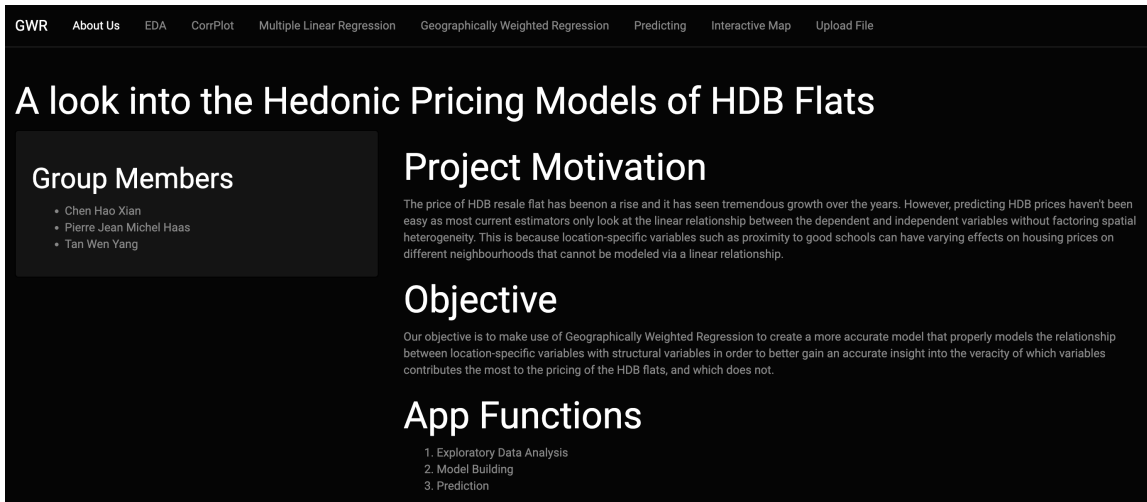 GWR About Us EDA CorrPlot Multiple Linear Regression Geographically Weighted Regression Predicting Interactive Map Upload File
A look into the Hedonic Pricing Models of HDB Flats
Group Members
• Chen Hao Xian
• Pierre Jean Michel Haas
• Tan Wen Yang
Project Motivation
The price of HDB resale flat has beenon a rise and it has seen tremendous growth over the years. However, predicting HDB prices haven't been
easy as most current estimators only look at the linear relationship between the dependent and independent variables without factoring spatial
heterogeneity. This is because location-specific variables such as proximity to good schools can have varying effects on housing prices on
different neighbourhoods that cannot be modeled via a linear relationship.
Objective
Our objective is to make use of Geographically Weighted Regression to create a more accurate model that properly models the relationship
between location-specific variables with structural variables in order to better gain an accurate insight into the veracity of which variables
contributes the most to the pricing of the HDB flats, and which does not.
App Functions
1. Exploratory Data Analysis
2. Model Building
3. Prediction